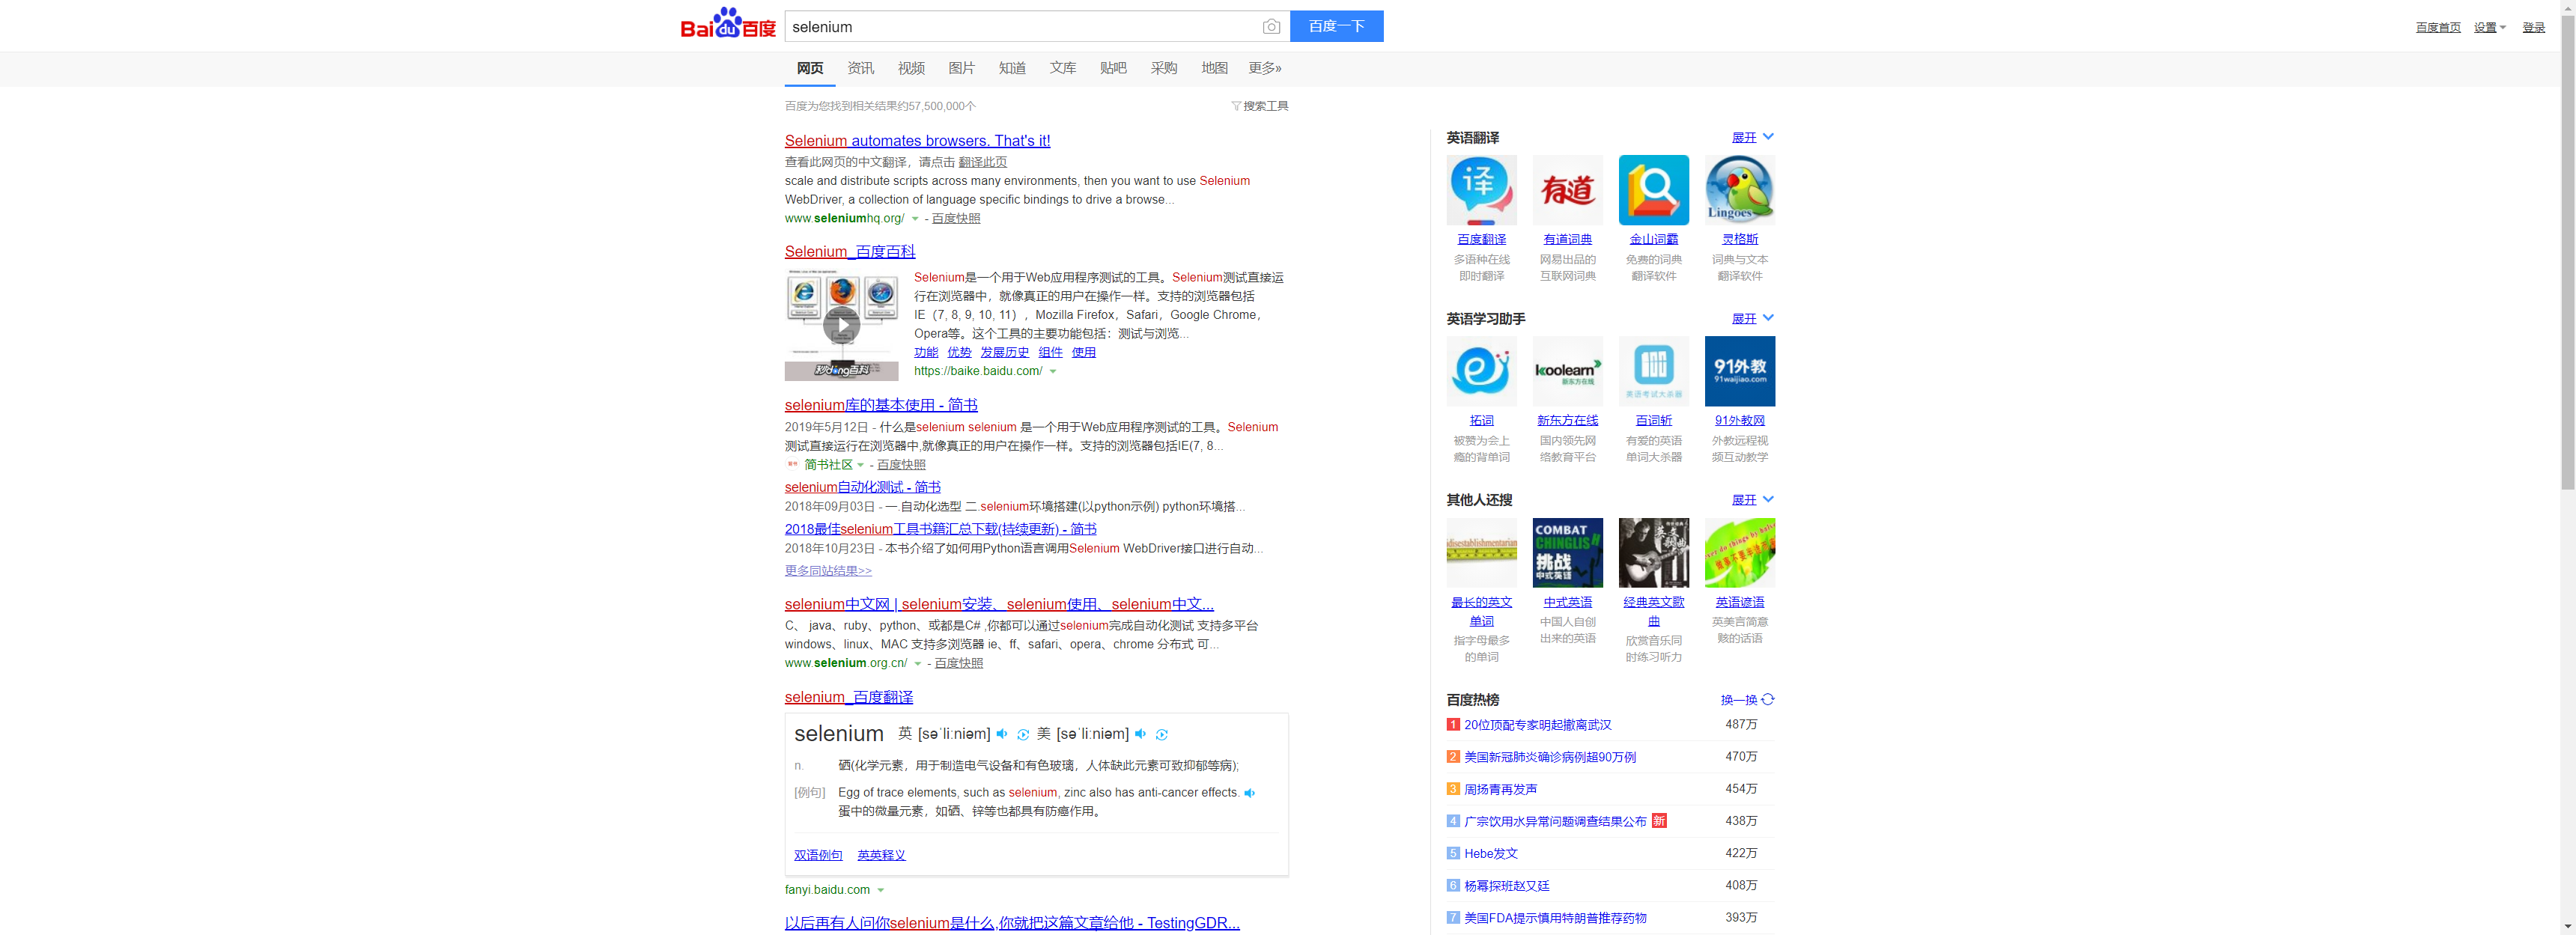 Bai du 百度
selenium
百度一下
百度首页 设置 登录
网页 资讯 视频 图片 知道 文库 贴吧 采购 地图 更多»
百度为您找到相关结果约57,500,000个
搜索工具
Selenium automates browsers. That's it!
查看此网页的中文翻译，请点击 翻译此页
scale and distribute scripts across many environments, then you want to use Selenium
WebDriver, a collection of language specific bindings to drive a browse...
www.seleniumhq.org/ - 百度快照
Selenium_百度百科
Selenium是一个用于Web应用程序测试的工具。Selenium测试直接运
行在浏览器中，就像真正的用户在操作一样。支持的浏览器包括
IE（7, 8, 9, 10, 11），Mozilla Firefox，Safari，Google Chrome，
Opera等。这个工具的主要功能包括：测试与浏览...
功能 优势 发展历史 组件 使用
https://baike.baidu.com/
秒dǒng百科
selenium库的基本使用 - 简书
2019年5月12日 - 什么是selenium selenium 是一个用于Web应用程序测试的工具。Selenium
测试直接运行在浏览器中,就像真正的用户在操作一样。支持的浏览器包括IE(7, 8...
简书社区 - 百度快照
selenium自动化测试 - 简书
2018年09月03日 - 一.自动化选型 二.selenium环境搭建(以python示例) python环境搭...
2018最佳selenium工具书籍汇总下载(持续更新) - 简书
2018年10月23日 - 本书介绍了如何用Python语言调用Selenium WebDriver接口进行自动...
更多同站结果>>
selenium中文网 | selenium安装、selenium使用、selenium中文...
C、 java、ruby、python、或都是C# ,你都可以通过selenium完成自动化测试 支持多平台
windows、linux、MAC 支持多浏览器 ie、ff、safari、opera、chrome 分布式 可...
www.selenium.org.cn/ - 百度快照
selenium_百度翻译
selenium 英 [səˈliːniəm] 美 [səˈliːniəm]
n. 硒(化学元素，用于制造电气设备和有色玻璃，人体缺此元素可致抑郁等病);
[例句] Egg of trace elements, such as selenium, zinc also has anti-cancer effects.
蛋中的微量元素，如硒、锌等也都具有防癌作用。
双语例句 英英释义
fanyi.baidu.com
以后再有人问你selenium是什么,你就把这篇文章给他 - TestingGDR...
英语翻译 展开
译
有道
Lingoes
百度翻译 有道词典 金山词霸 灵格斯
多语种在线 网易出品的 免费的词典 词典与文本
即时翻译 互联网词典 翻译软件 翻译软件
英语学习助手 展开
koolearn
新东方在线
英语考试大杀器
91外教
91waijiao.com
拓词 新东方在线 百词斩 91外教网
被赞为会上 国内领先网 有爱的英语 外教远程视
瘾的背单词 络教育平台 单词大杀器 频互动教学
其他人还搜 展开
COMBAT
CHINGLISH
挑战
中式英语
最长的英文 中式英语 经典英文歌 英语谚语
单词 中国人自创 曲 英美言简意
指字母最多 出来的英语 欣赏音乐同 赅的话语
的单词 时练习听力
百度热榜 换一换
1 20位顶配专家明起撤离武汉 487万
2 美国新冠肺炎确诊病例超90万例 470万
3 周扬青再发声 454万
4 广宗饮用水异常问题调查结果公布 新 438万
5 Hebe发文 422万
6 杨幂探班赵又廷 408万
7 美国FDA提示慎用特朗普推荐药物 393万